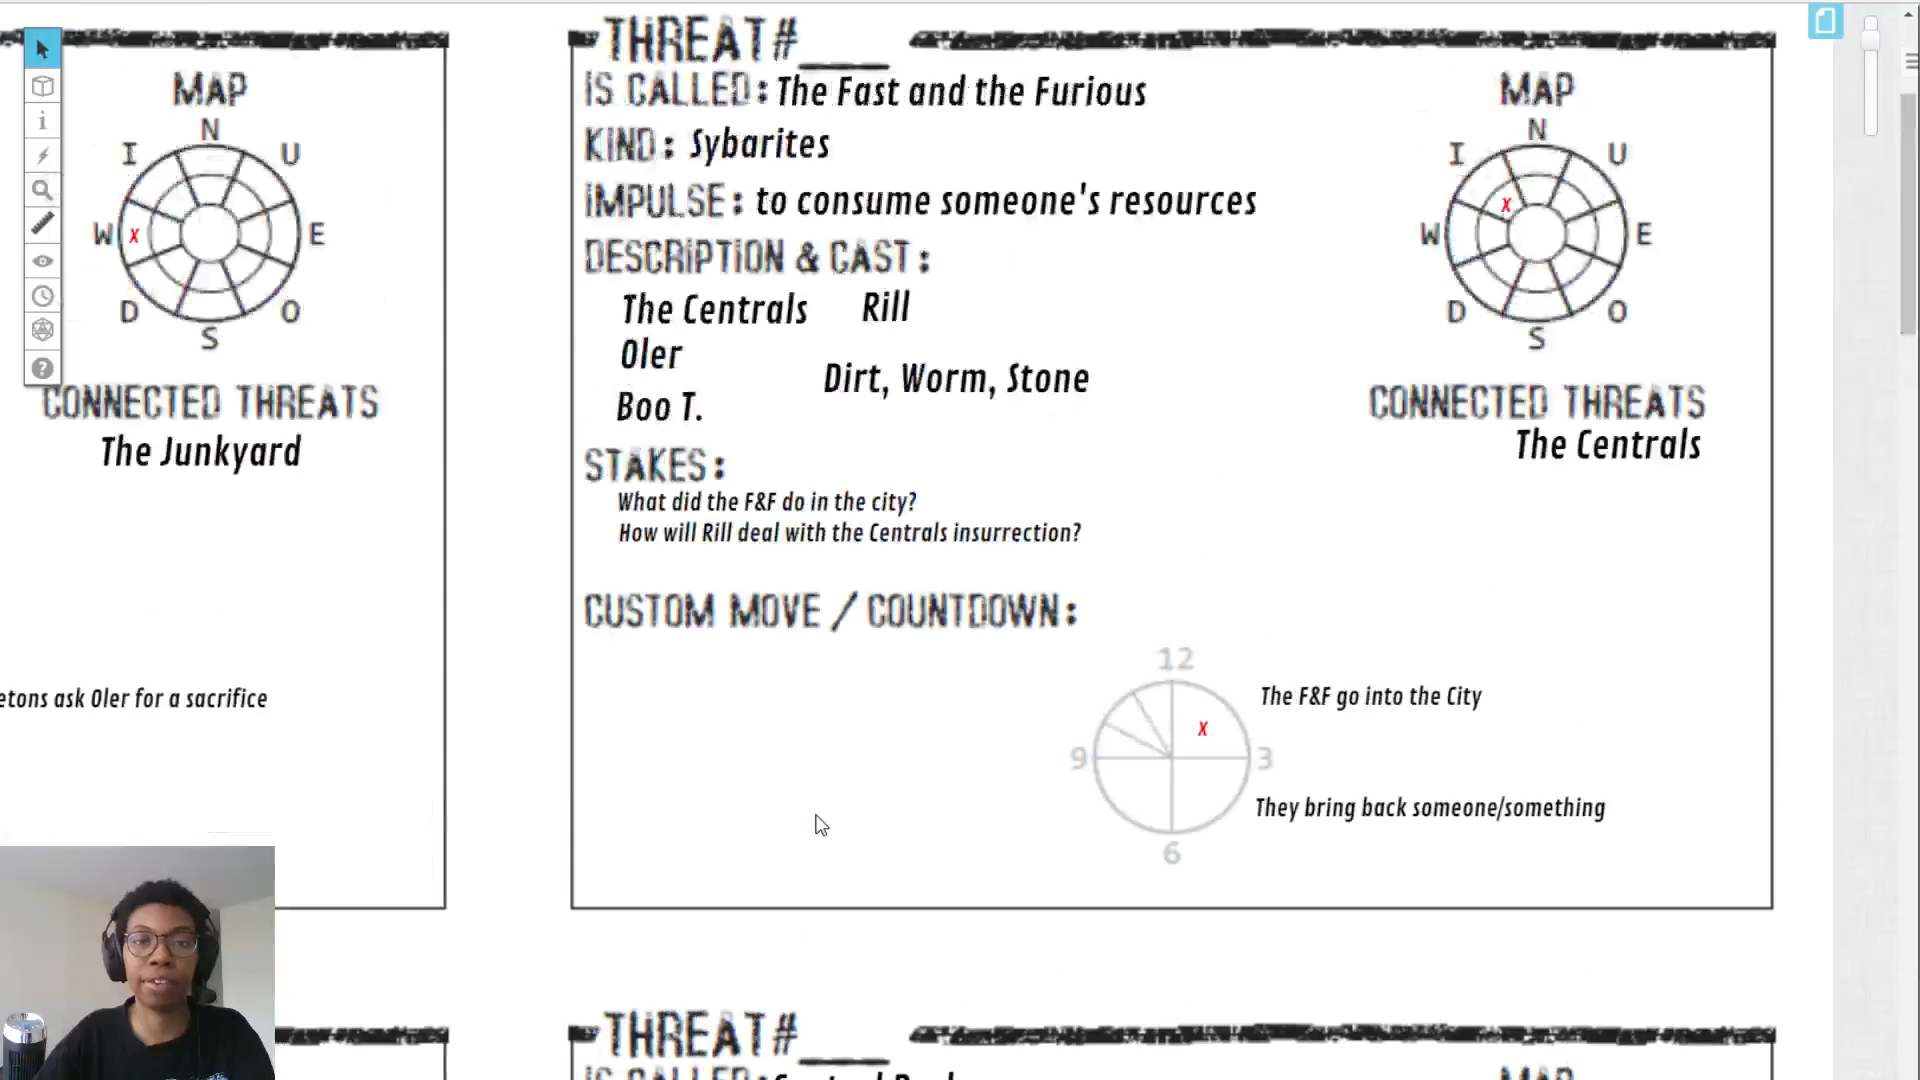 MAP
N
I U
W x E
D O
S
CONNECTED THREATS
The Junkyard
etons ask Oler for a sacrifice
THREAT#___
IS CALLED: The Fast and the Furious
KIND: Sybarites
IMPULSE: to consume someone's resources
DESCRIPTION & CAST:
The Centrals Rill
Oler
Dirt, Worm, Stone
Boo T.
STAKES:
What did the F&F do in the city?
How will Rill deal with the Centrals insurrection?
CUSTOM MOVE / COUNTDOWN:
12
The F&F go into the City
x
9 3
They bring back someone/something
6
MAP
N
I U
x
W E
D O
S
CONNECTED THREATS
The Centrals
THREAT#___
IS CALLED:
MAP